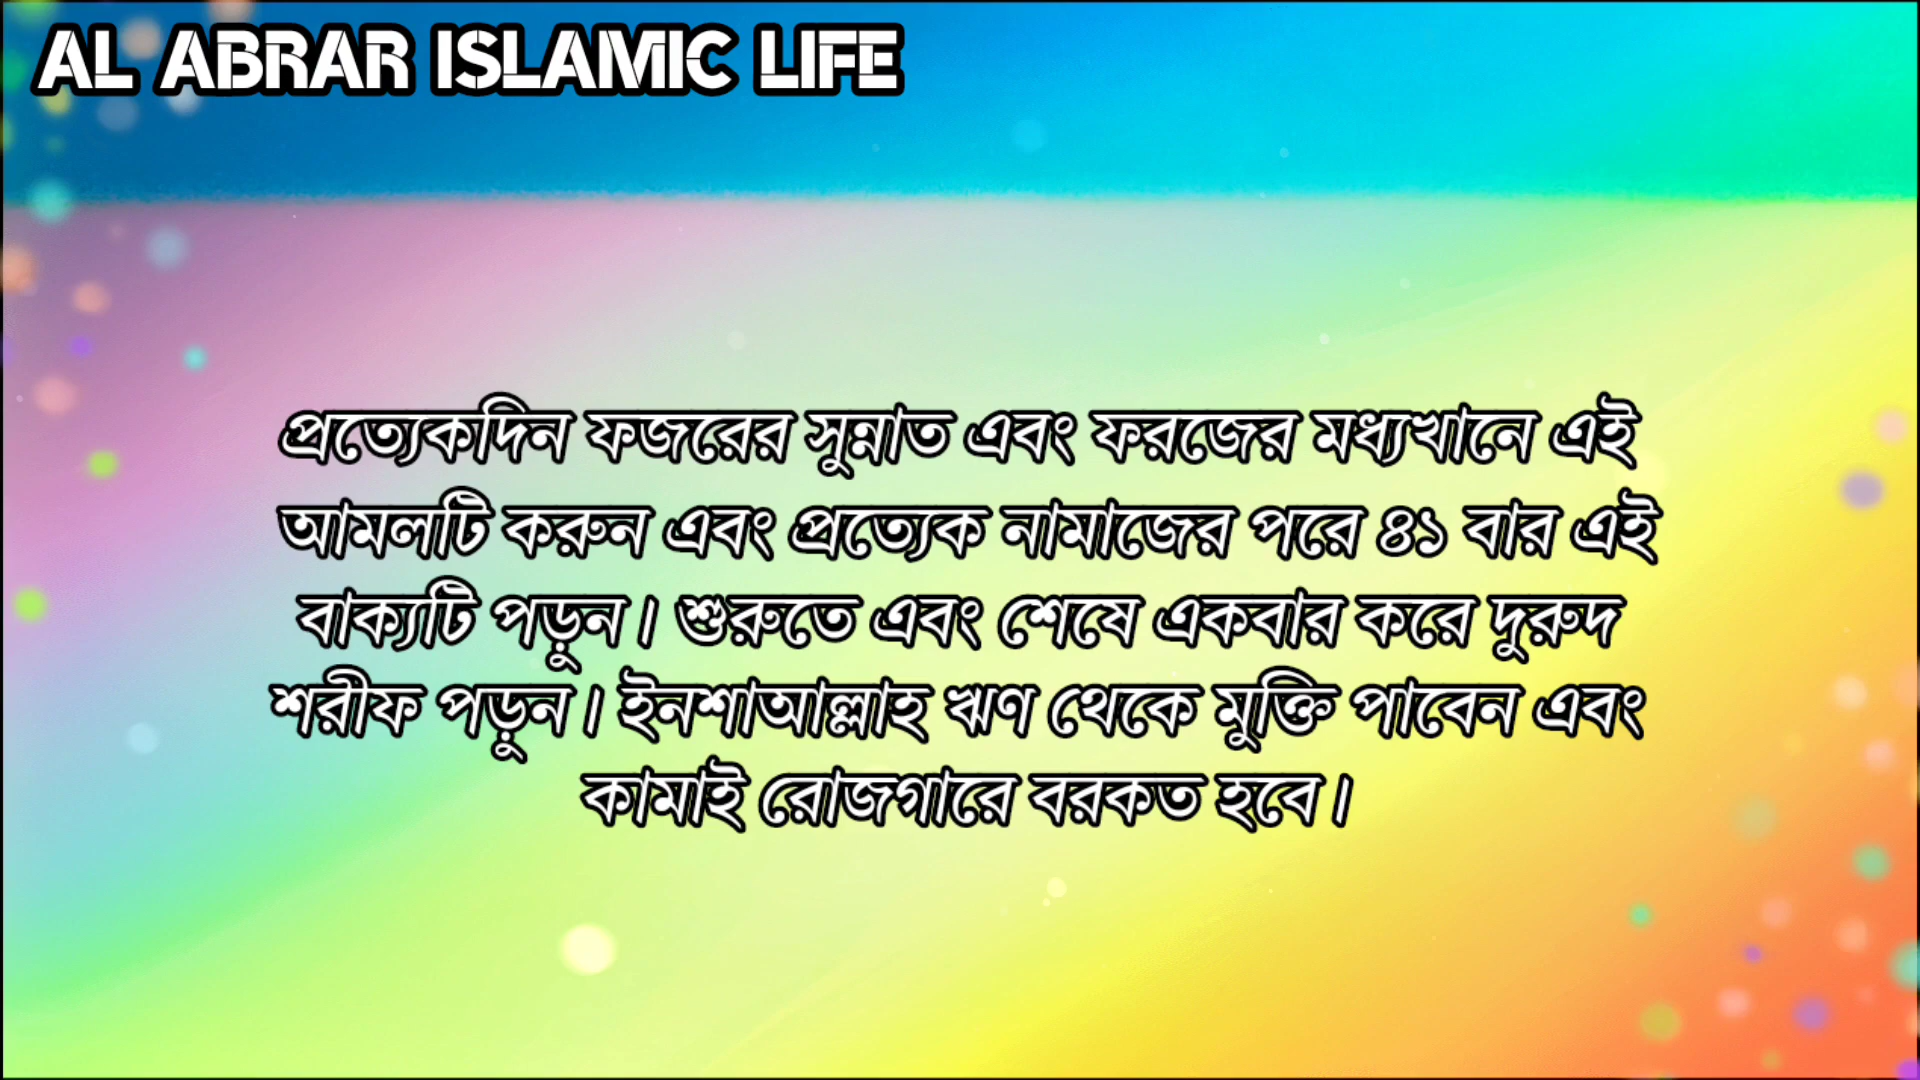 AL ABRAR ISLAMIC LIFE
প্রত্যেকদিন ফজরের সুন্নাত এবং ফরজের মধ্যখানে এই
আমলটি করুন এবং প্রত্যেক নামাজের পরে ৪১ বার এই
বাক্যটি পড়ুন। শুরুতে এবং শেষে একবার করে দুরুদ
শরীফ পড়ুন। ইনশাআল্লাহ ঋণ থেকে মুক্তি পাবেন এবং
কামাই রোজগারে বরকত হবে।